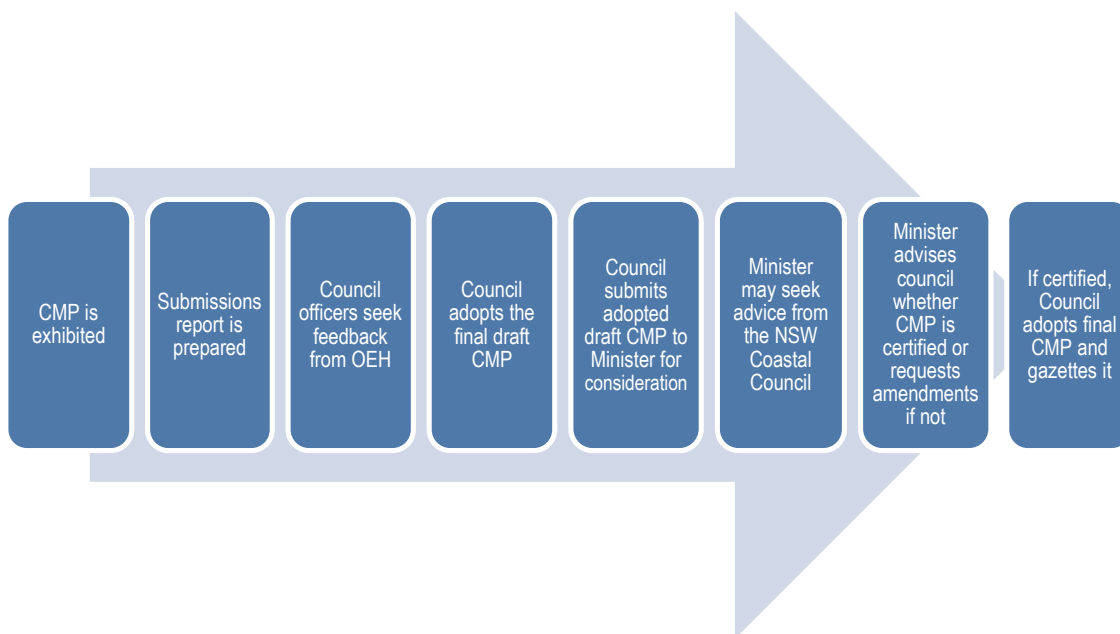 CMP is
exhibited
Submissions
report is
prepared
Council
officers seek
feedback
from OEH
Council
adopts the
final draft
CMP
Council
submits
adopted
draft CMP to
Minister for
consideration
Minister
may seek
advice from
the NSW
Coastal
Council
Minister
advises
council
whether
CMP is
certified or
requests
amendments
if not
If certified,
Council
adopts final
CMP and
gazettes it